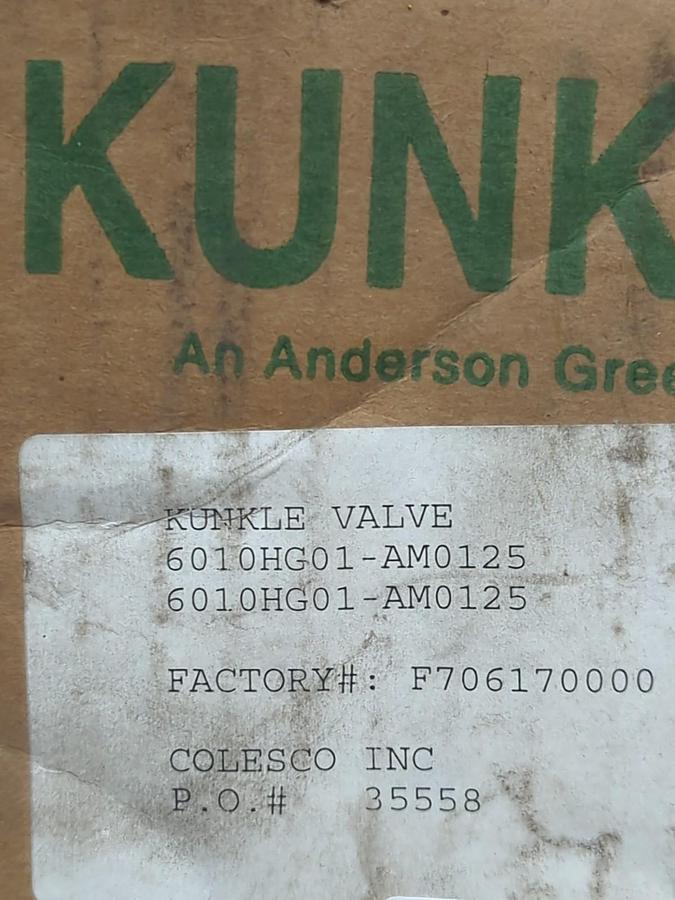 KUNK
An Anderson Gree
KUNKLE VALVE
6010HG01-AM0125
6010HG01-AM0125
FACTORY#: F706170000
COLESCO INC
P.O.# 35558